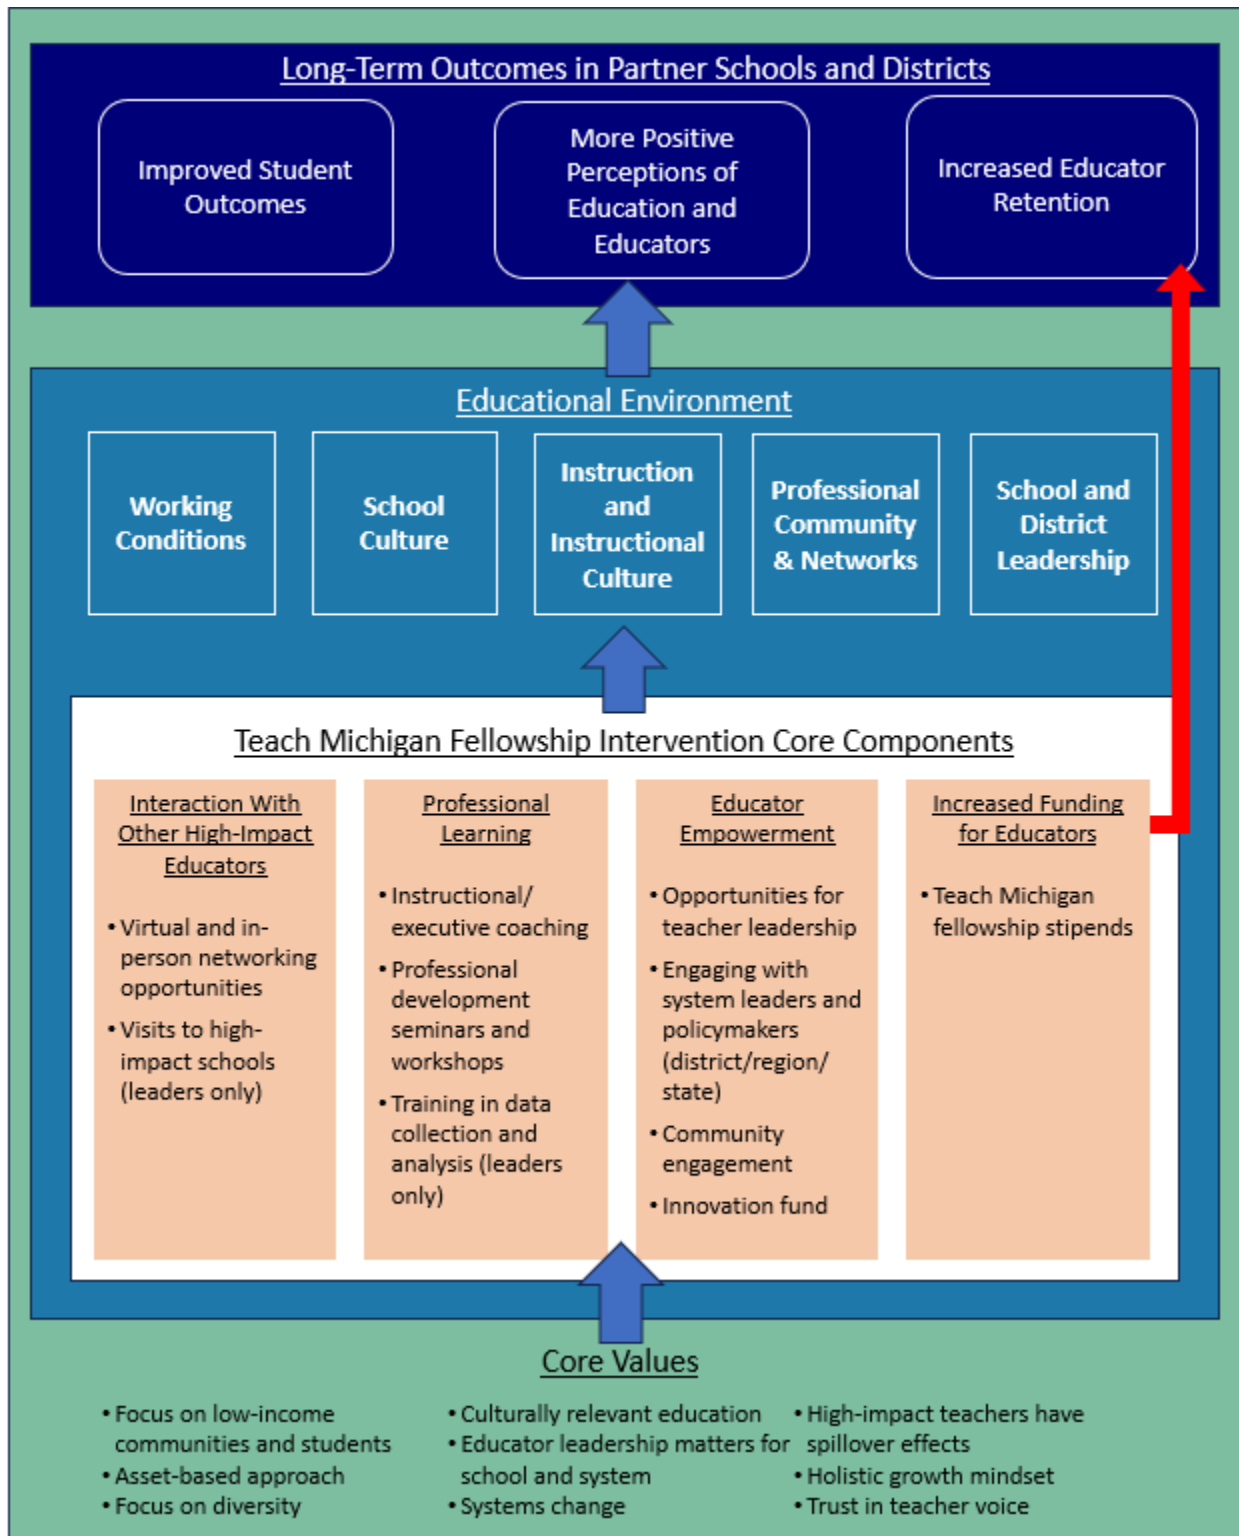 Long-Term Outcomes in Partner Schools and Districts
Improved Student
Outcomes
More Positive
Perceptions of
Education and
Educators
Increased Educator
Retention
Educational Environment
Working
Conditions
School
Culture
Instruction
and
Instructional
Culture
Professional
Community
& Networks
School and
District
Leadership
Teach Michigan Fellowship Intervention Core Components
Interaction With
Other High-Impact
Educators
• Virtual and in-
person networking
opportunities
• Visits to high-
impact schools
(leaders only)
Professional
Learning
• Instructional/
executive coaching
• Professional
development
seminars and
workshops
• Training in data
collection and
analysis (leaders
only)
Educator
Empowerment
• Opportunities for
teacher leadership
• Engaging with
system leaders and
policymakers
(district/region/
state)
• Community
engagement
• Innovation fund
Increased Funding
for Educators
• Teach Michigan
fellowship stipends
Core Values
• Focus on low-income
communities and students
• Asset-based approach
• Focus on diversity
• Culturally relevant education
• Educator leadership matters for
school and system
• Systems change
• High-impact teachers have
spillover effects
• Holistic growth mindset
• Trust in teacher voice